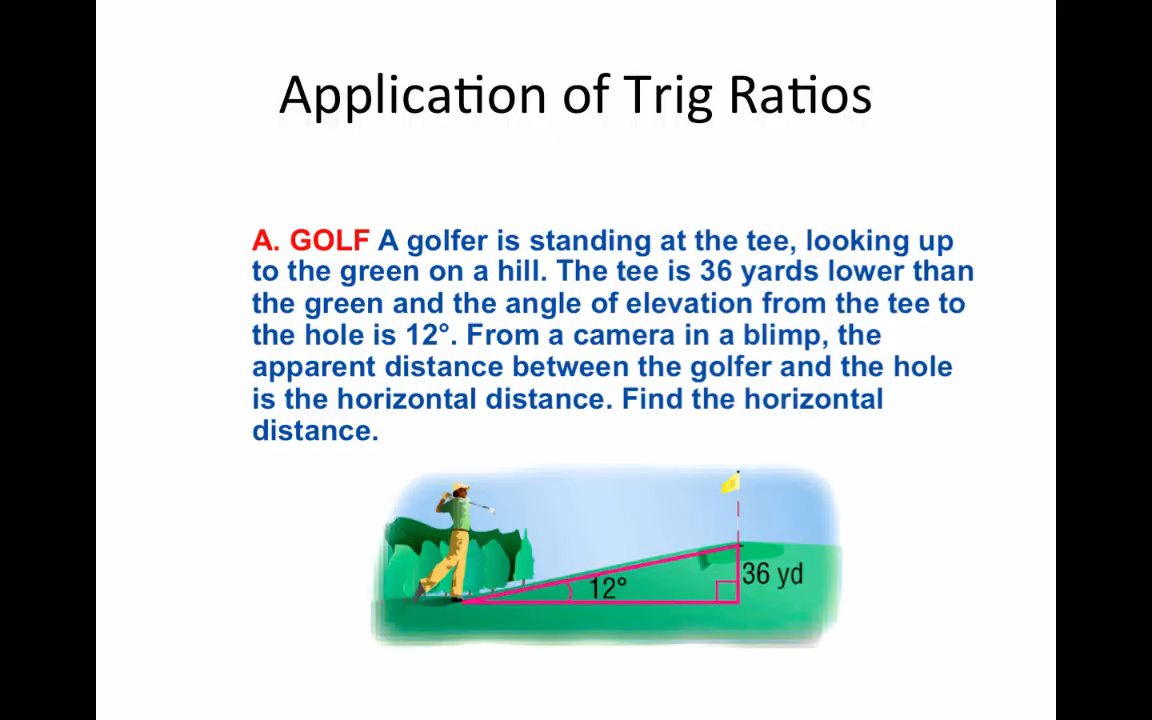 Application of Trig Ratios
A. GOLF A golfer is standing at the tee, looking up
to the green on a hill. The tee is 36 yards lower than
the green and the angle of elevation from the tee to
the hole is 12°. From a camera in a blimp, the
apparent distance between the golfer and the hole
is the horizontal distance. Find the horizontal
distance.
12°
36 yd